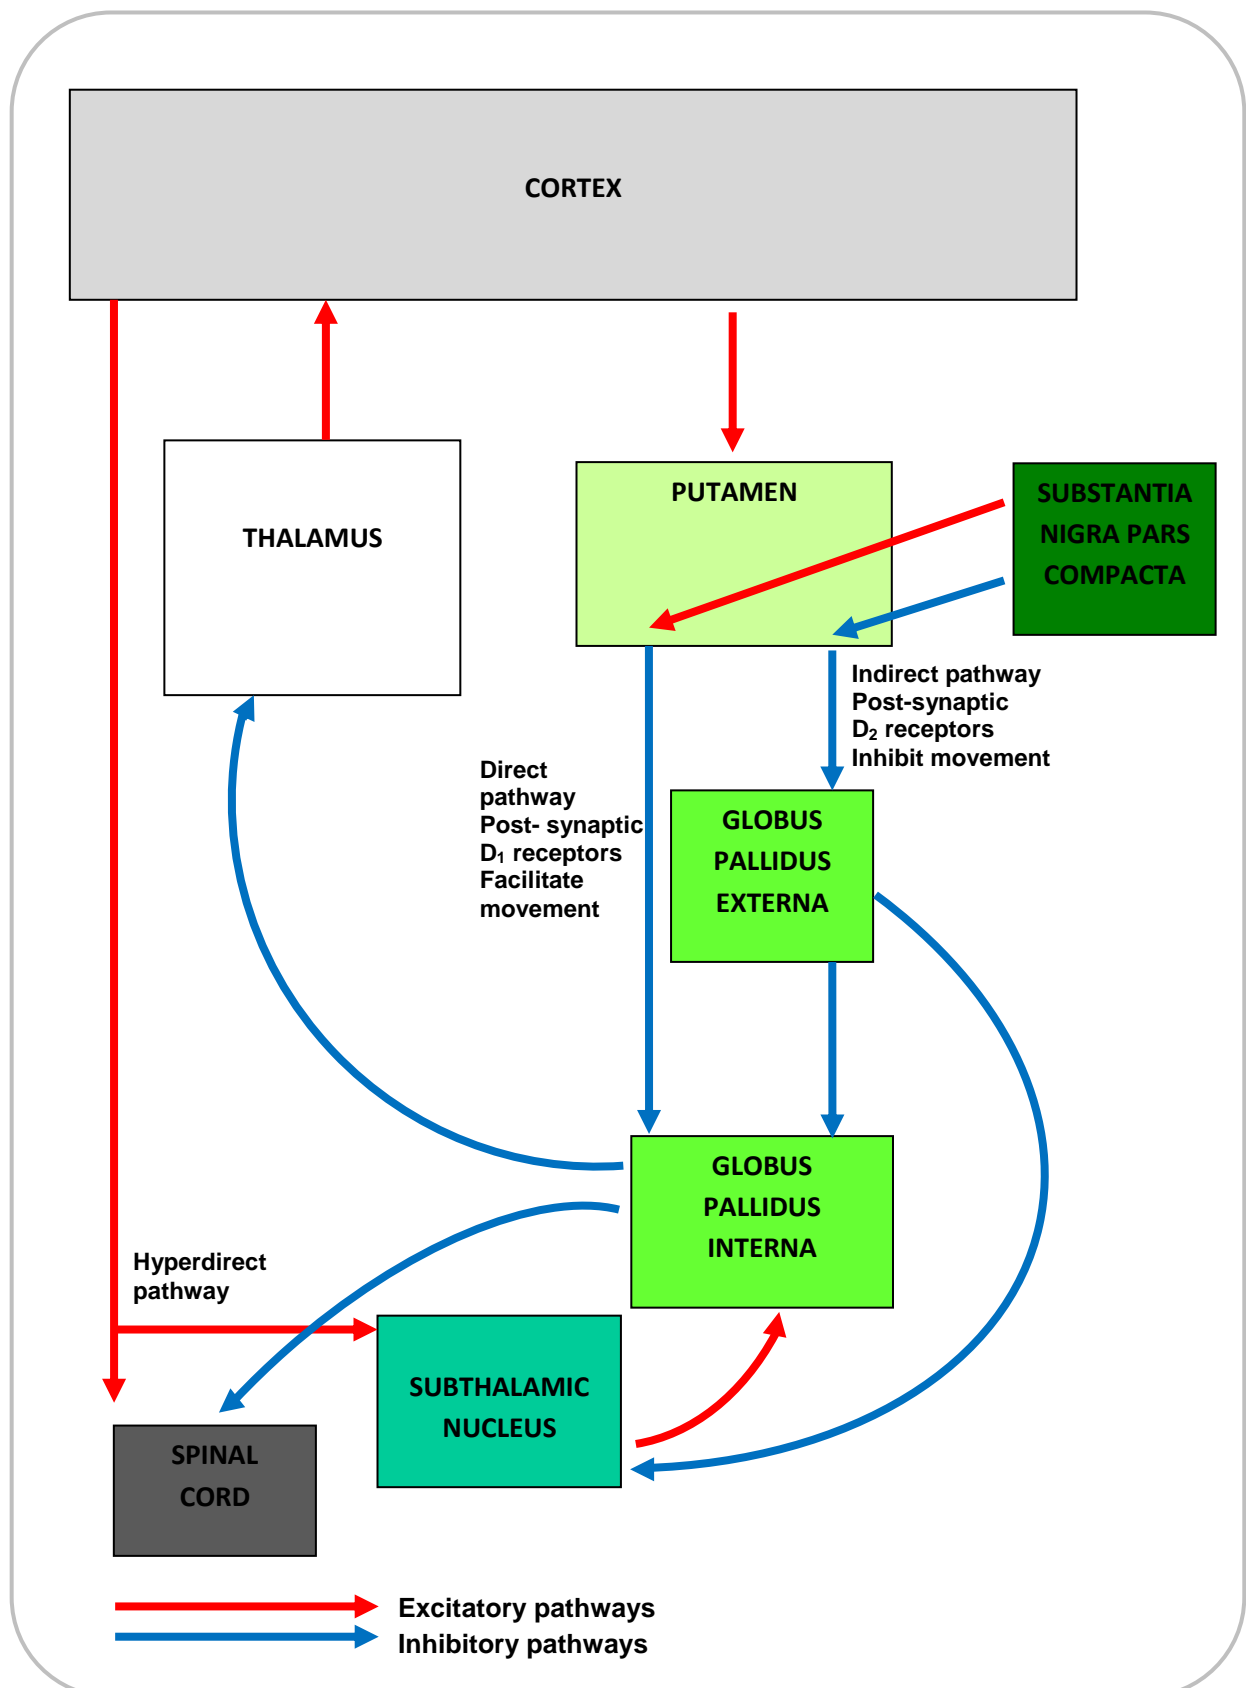 CORTEX
THALAMUS
PUTAMEN
SUBSTANTIA
NIGRA PARS
COMPACTA
Indirect pathway
Post-synaptic
D₂ receptors
Inhibit movement
Direct
pathway
Post- synaptic
D₁ receptors
Facilitate
movement
GLOBUS
PALLIDUS
EXTERNA
GLOBUS
PALLIDUS
INTERNA
Hyperdirect
pathway
SUBTHALAMIC
NUCLEUS
SPINAL
CORD
Excitatory pathways
Inhibitory pathways